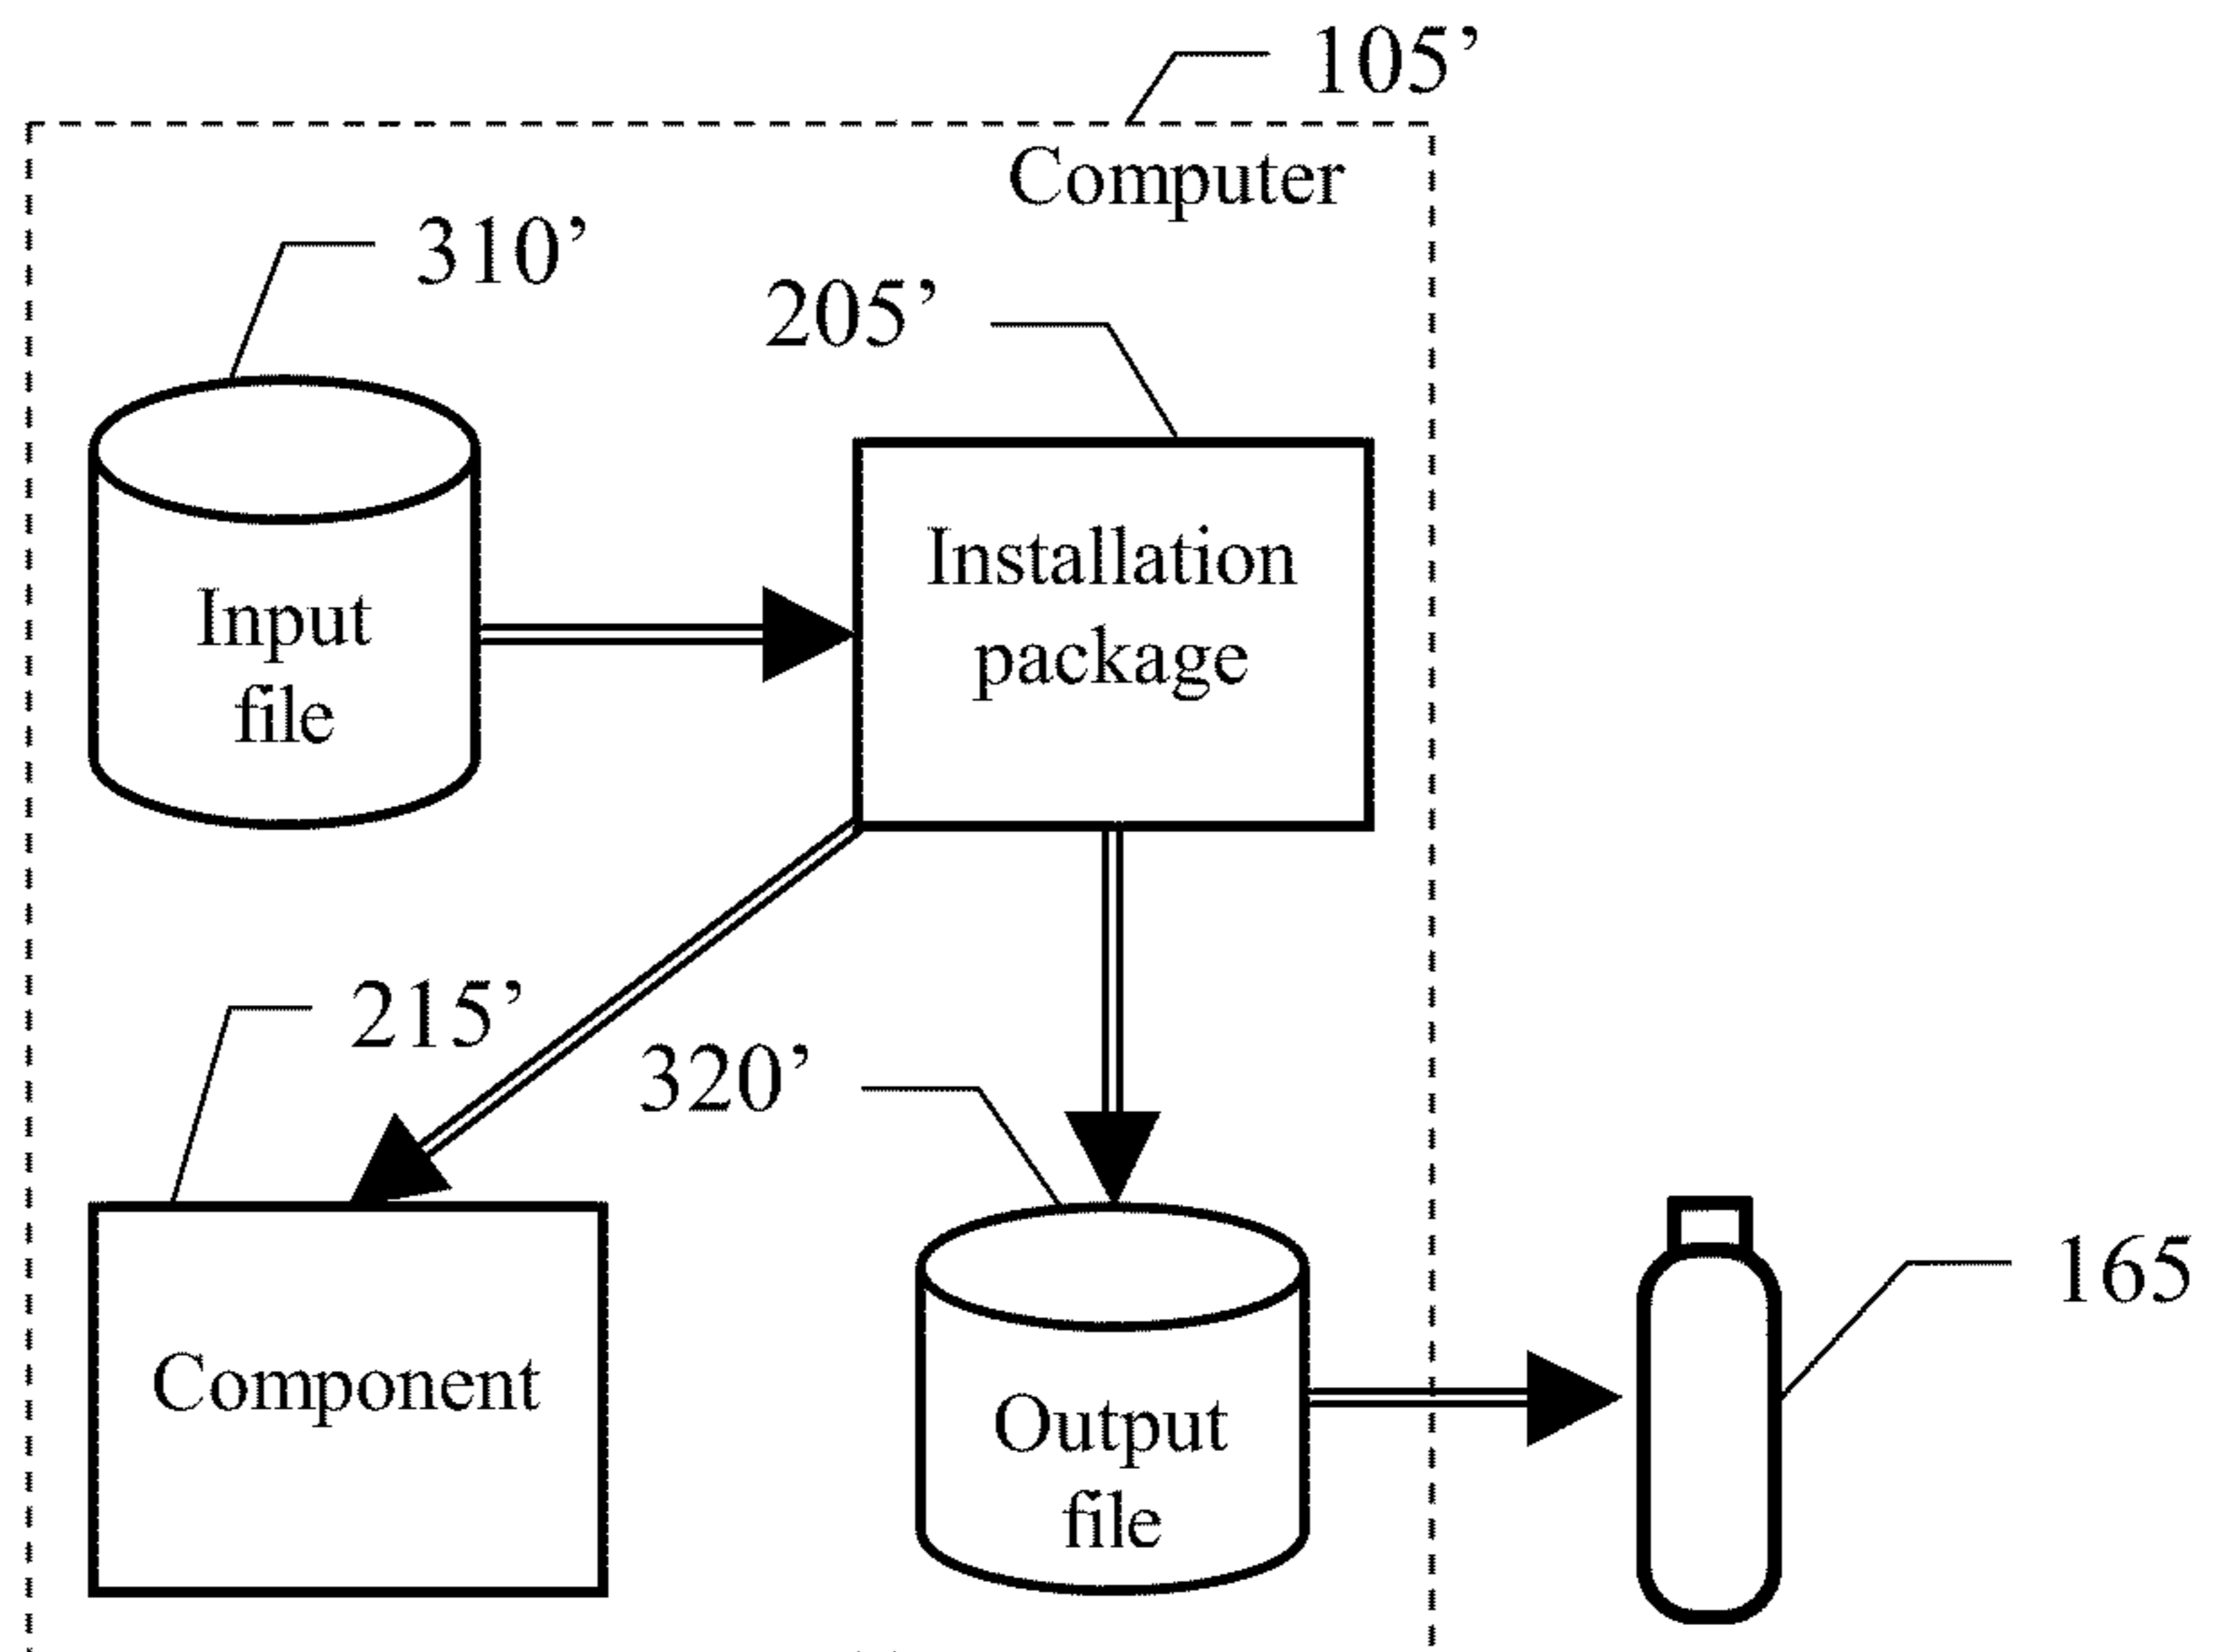 105’
Computer
310’
205’
Installation
package
Input
file
215’
320’
165
Component
Output
file